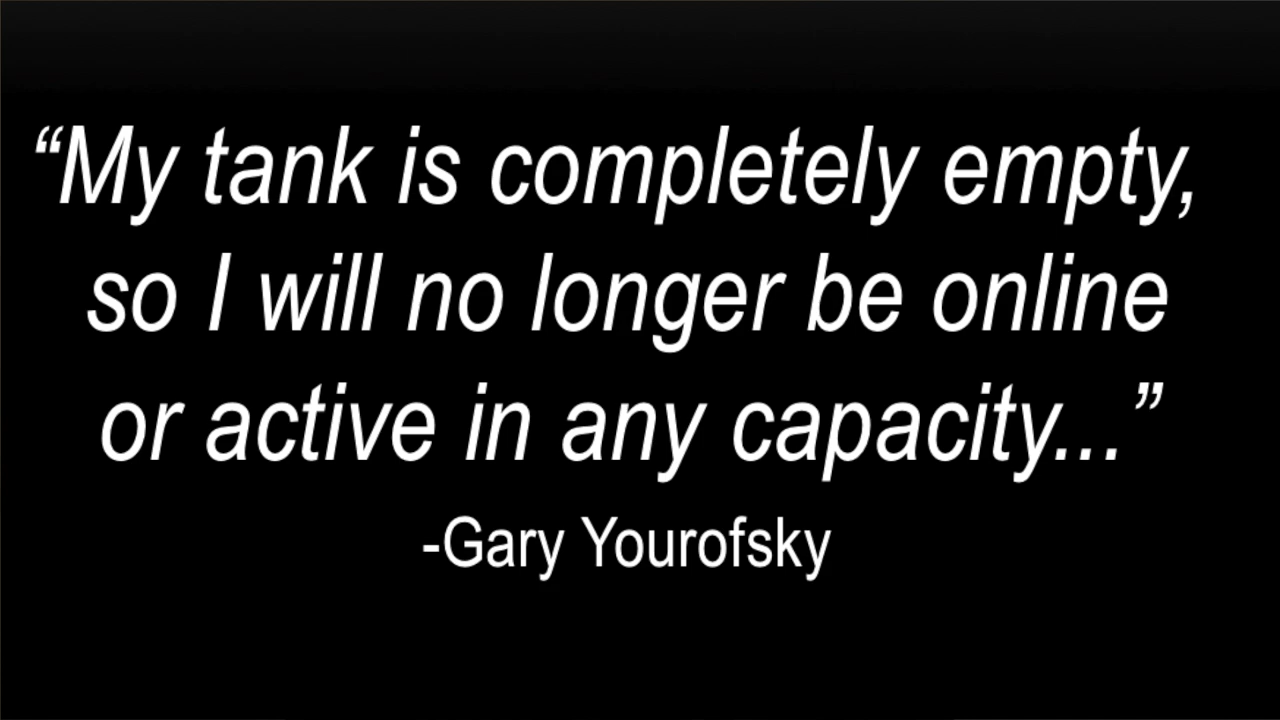 “My tank is completely empty,
so I will no longer be online
or active in any capacity...”
-Gary Yourofsky